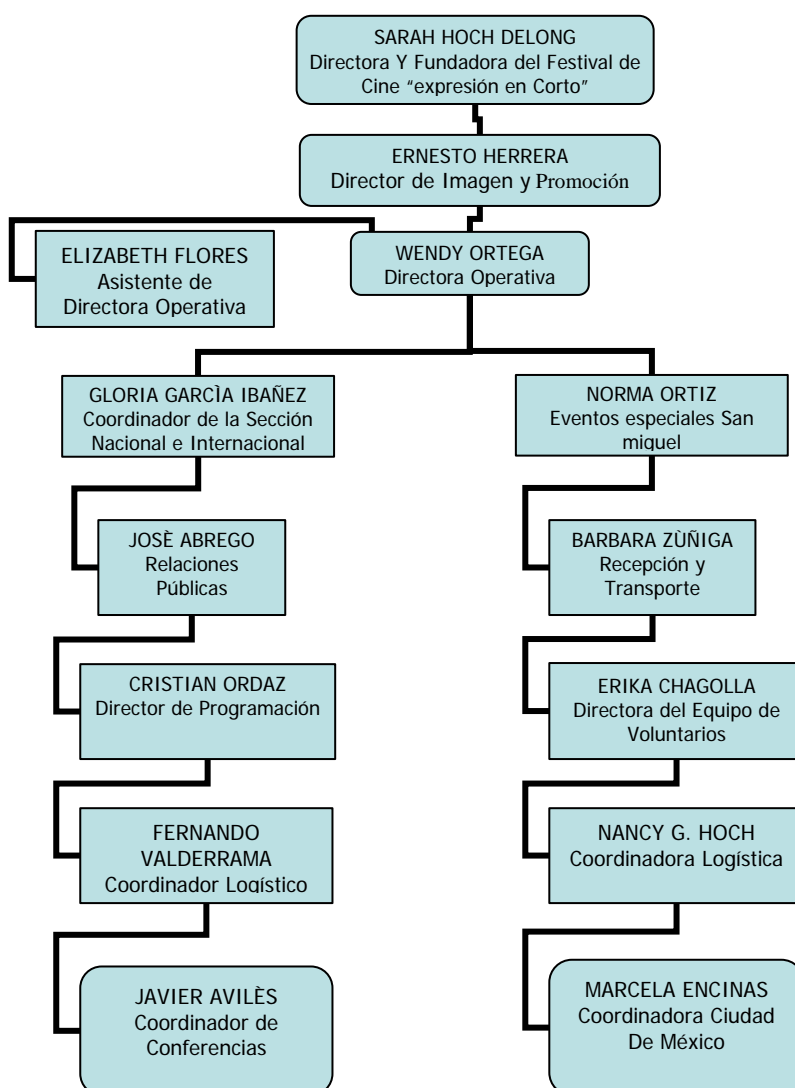 SARAH HOCH DELONG
Directora Y Fundadora del Festival de
Cine “expresión en Corto”
ERNESTO HERRERA
Director de Imagen y Promoción
ELIZABETH FLORES
Asistente de
Directora Operativa
WENDY ORTEGA
Directora Operativa
GLORIA GARCÌA IBAÑEZ
Coordinador de la Sección
Nacional e Internacional
NORMA ORTIZ
Eventos especiales San
miguel
JOSÈ ABREGO
Relaciones
Públicas
BARBARA ZÙÑIGA
Recepción y
Transporte
CRISTIAN ORDAZ
Director de Programación
ERIKA CHAGOLLA
Directora del Equipo de
Voluntarios
FERNANDO
VALDERRAMA
Coordinador Logístico
NANCY G. HOCH
Coordinadora Logística
JAVIER AVILÈS
Coordinador de
Conferencias
MARCELA ENCINAS
Coordinadora Ciudad
De México